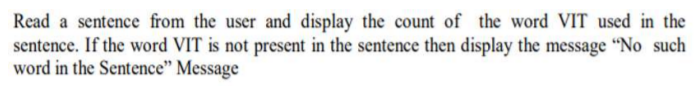 Read a sentence from the user and display the count of the word VIT used in the
sentence. If the word VIT is not present in the sentence then display the message “No such
word in the Sentence” Message